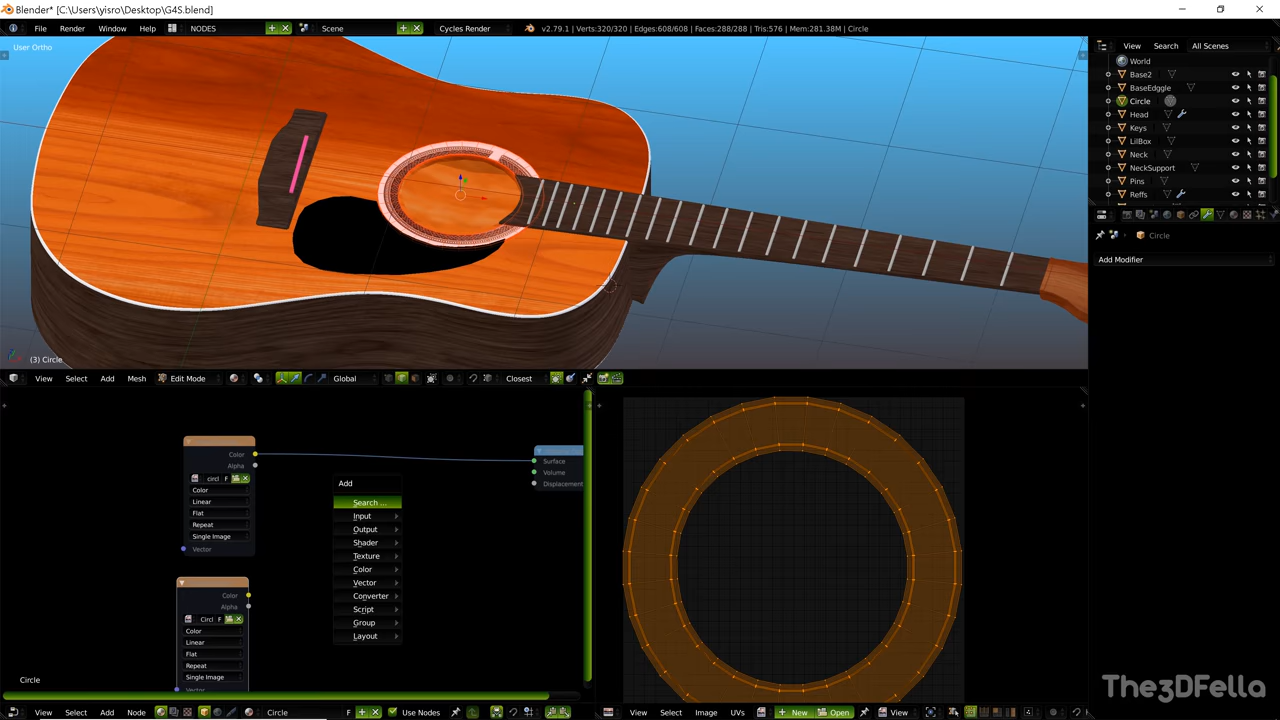 Blender* [C:\Users\yisro\Desktop\G4S.blend]
File Render Window Help NODES Scene Cycles Render v2.79.1 | Verts:320/320 | Edges:608/608 | Faces:288/288 | Tris:576 | Mem:281.38M | Circle
View Search All Scenes
User Ortho
World
Base2
BaseEdggle
Circle
Head
Keys
LilBox
Neck
NeckSupport
Pins
Reffs
Circle
Add Modifier
(3) Circle
View Select Add Mesh Edit Mode Global Closest
Color
Alpha
circl F
Color
Linear
Flat
Repeat
Single Image
Vector
Surface
Volume
Displacement
Add
Search ...
Input
Output
Shader
Texture
Color
Vector
Converter
Script
Group
Layout
Color
Alpha
Circl F
Color
Linear
Flat
Repeat
Single Image
Vector
Circle
The3DFella
View Select Add Node Circle F Use Nodes View Select Image UVs New Open View